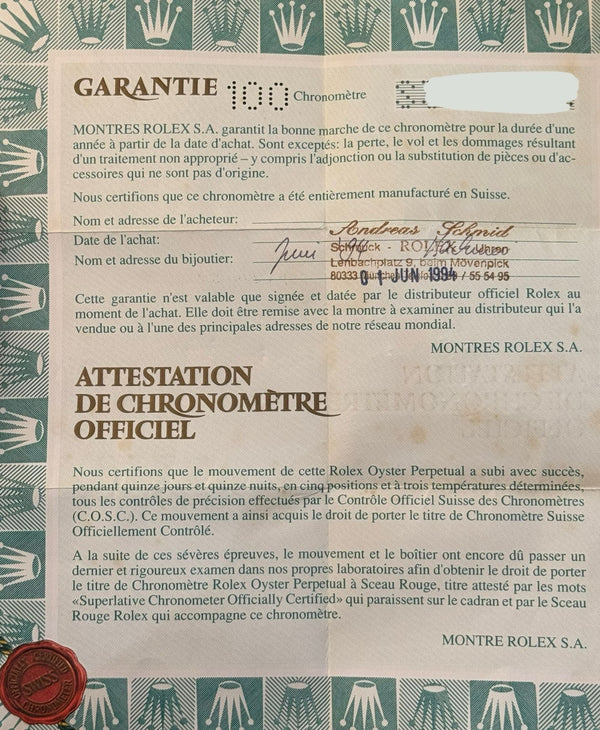 GARANTIE 100 Chronomètre
MONTRES ROLEX S.A. garantit la bonne marche de ce chronomètre pour la durée d'une
année à partir de la date d'achat. Sont exceptés: la perte, le vol et les dommages résultant
d'un traitement non approprié – y compris l'adjonction ou la substitution de pièces ou d'ac-
cessoires qui ne sont pas d'origine.
Nous certifions que ce chronomètre a été entièrement manufacturé en Suisse.
Nom et adresse de l'acheteur:
Andreas Schmid
Date de l'achat:
Schmuck - ROLEX - Uhren
Nom et adresse du bijoutier:
Juni 94
Lenbachplatz 9, beim Mövenpick
80333 München / 55 54 95
01 JUN 1994
Cette garantie n'est valable que signée et datée par le distributeur officiel Rolex au
moment de l'achat. Elle doit être remise avec la montre à examiner au distributeur qui l'a
vendue ou à l'une des principales adresses de notre réseau mondial.
MONTRES ROLEX S.A.
ATTESTATION
DE CHRONOMÈTRE
OFFICIEL
Nous certifions que le mouvement de cette Rolex Oyster Perpetual a subi avec succès,
pendant quinze jours et quinze nuits, en cinq positions et à trois températures déterminées,
tous les contrôles de précision effectués par le Contrôle Officiel Suisse des Chronomètres
(C.O.S.C.). Ce mouvement a ainsi acquis le droit de porter le titre de Chronomètre Suisse
Officiellement Contrôlé.
A la suite de ces sévères épreuves, le mouvement et le boîtier ont encore dû passer un
dernier et rigoureux examen dans nos propres laboratoires afin d'obtenir le droit de porter
le titre de Chronomètre Rolex Oyster Perpetual à Sceau Rouge, titre attesté par les mots
«Superlative Chronometer Officially Certified» qui paraissent sur le cadran et par le Sceau
Rouge Rolex qui accompagne ce chronomètre.
MONTRE ROLEX S.A.
SWISS
CHRONOMETER